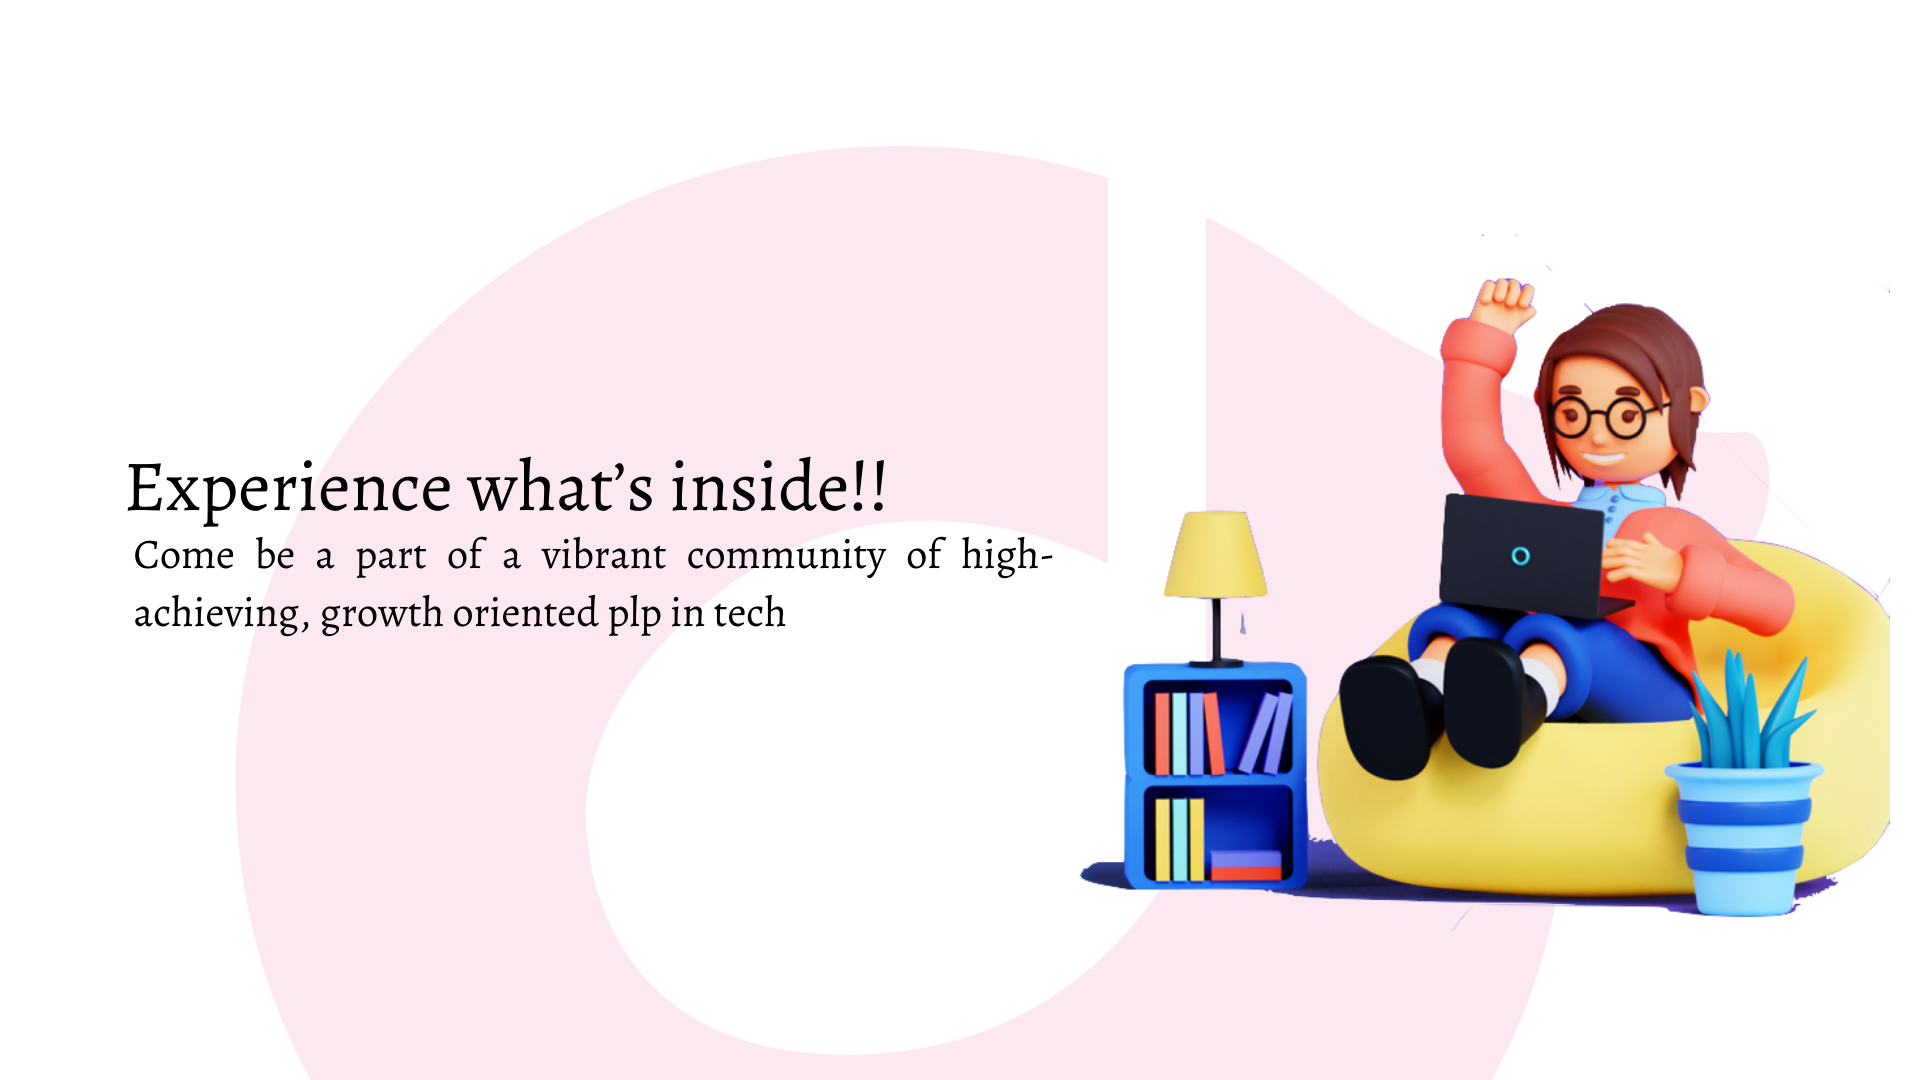 Experience what’s inside!!
Come be a part of a vibrant community of high-
achieving, growth oriented plp in tech